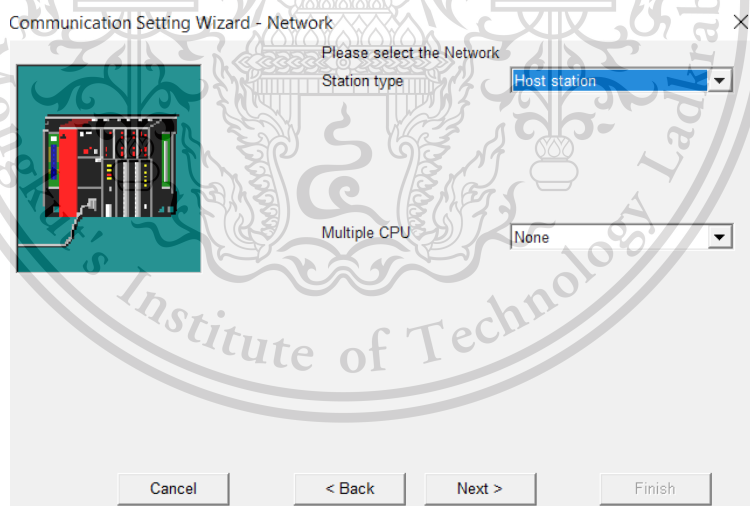 Communication Setting Wizard - Network
Please select the Network
Station type
Host station
Multiple CPU
None
Institute of Technology Ladkrab
Cancel
< Back
Next >
Finish